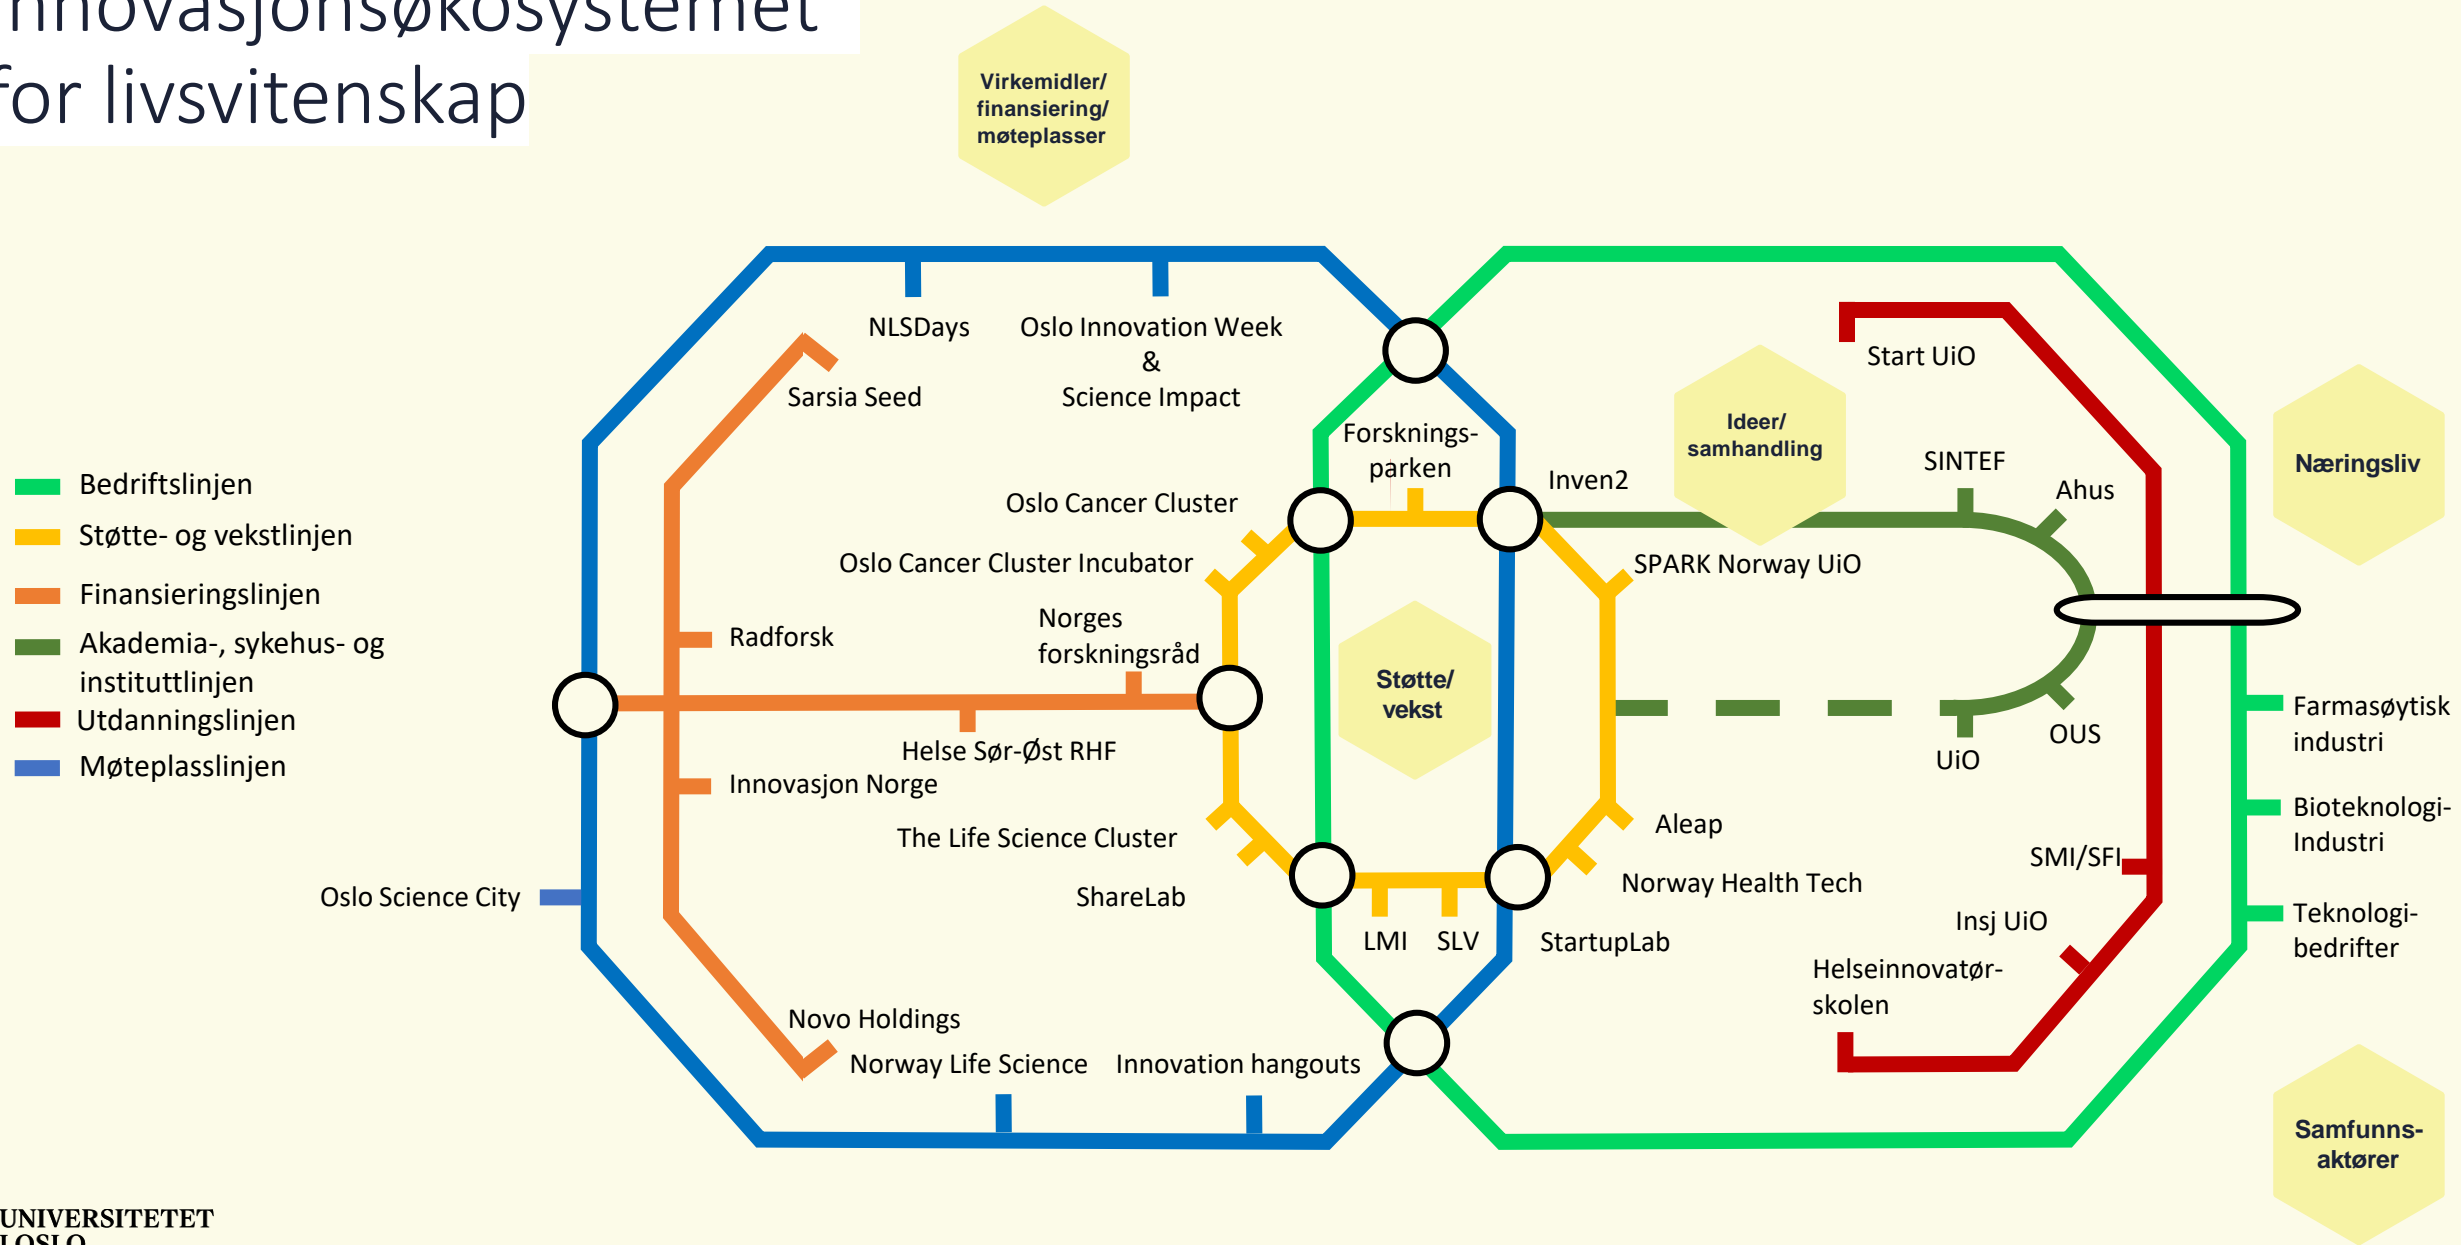 nnovasjonsøkosystemet
for livsvitenskap
Virkemidler/
finansiering/
møteplasser
NLSDays
Oslo Innovation Week
&
Science Impact
Sarsia Seed
Start UiO
Ideer/
samhandling
Næringsliv
Forsknings-
parken
Inven2
SINTEF
Ahus
Oslo Cancer Cluster
Oslo Cancer Cluster Incubator
SPARK Norway UiO
Bedriftslinjen
Støtte- og vekstlinjen
Finansieringslinjen
Akademia-, sykehus- og
instituttlinjen
Utdanningslinjen
Møteplasslinjen
Radforsk
Norges
forskningsråd
Helse Sør-Øst RHF
Innovasjon Norge
Støtte/
vekst
UiO
OUS
Farmasøytisk
industri
Bioteknologi-
Industri
Teknologi-
bedrifter
The Life Science Cluster
ShareLab
Aleap
Norway Health Tech
LMI
SLV
StartupLab
SMI/SFI
Insj UiO
Helseinnovatør-
skolen
Oslo Science City
Novo Holdings
Norway Life Science
Innovation hangouts
Samfunns-
aktører
UNIVERSITETET
I OSLO